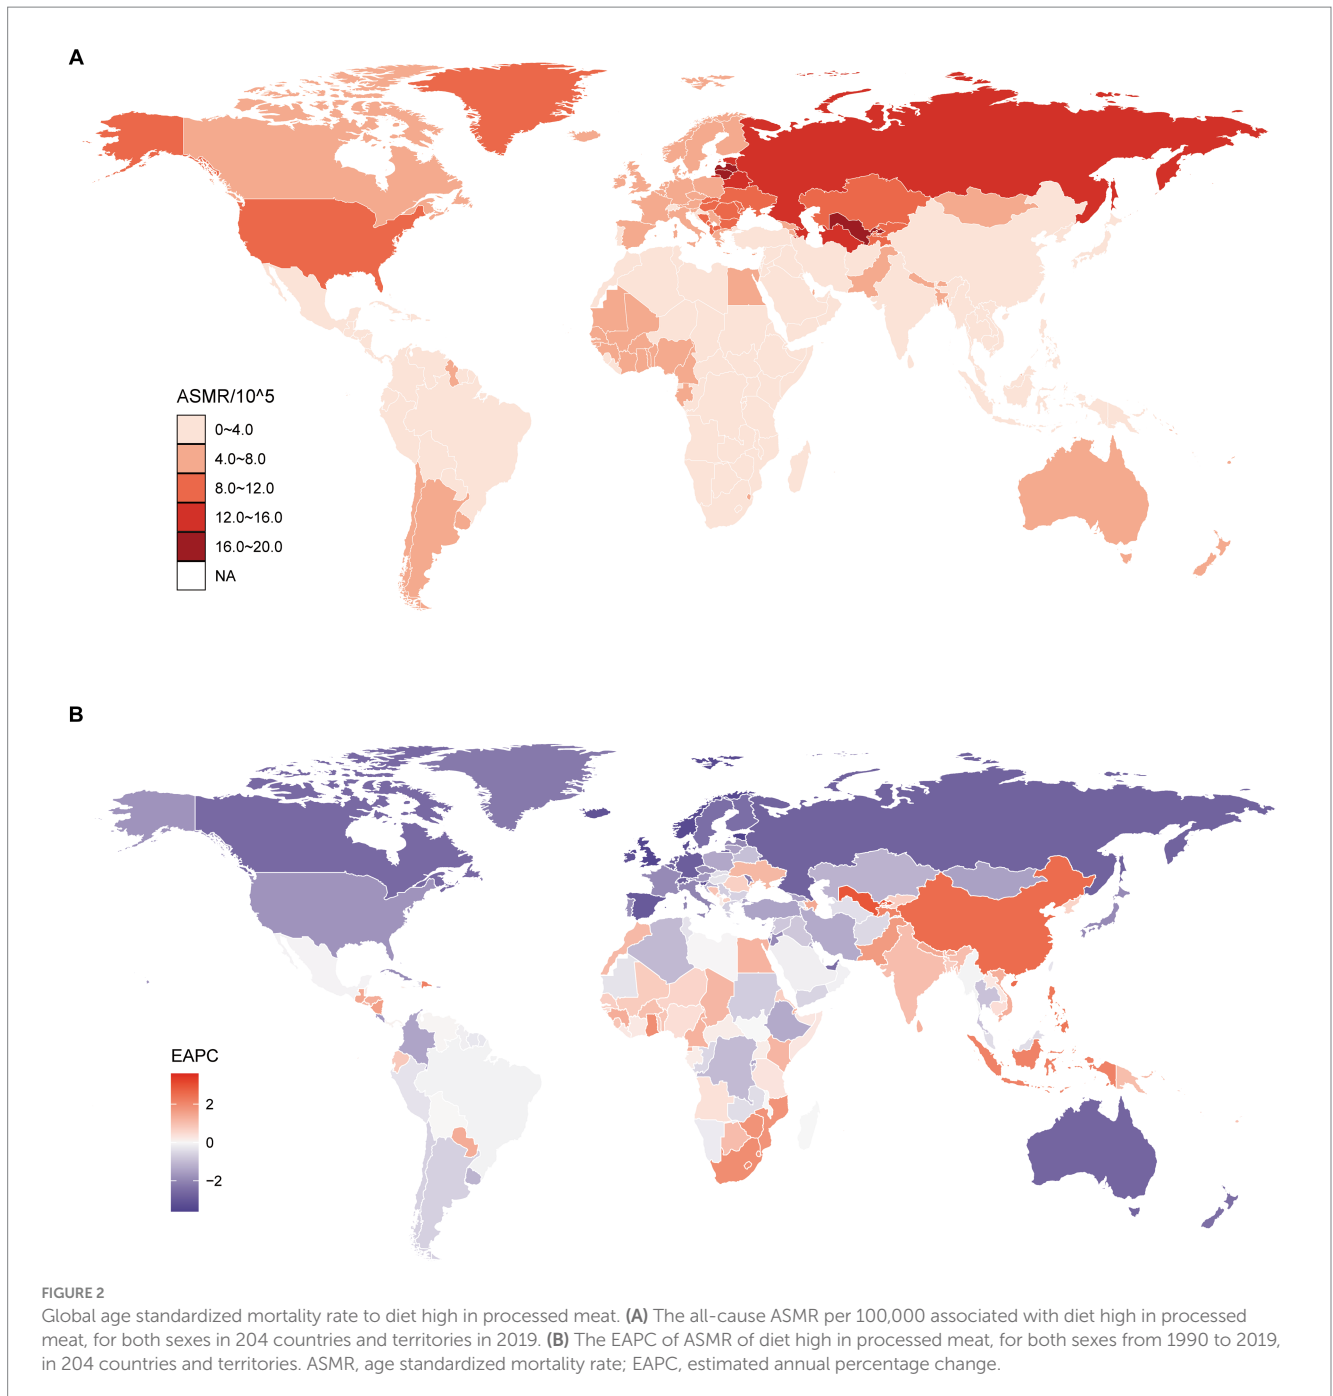 A
ASMR/10^5
0~4.0
4.0~8.0
8.0~12.0
12.0~16.0
16.0~20.0
NA
B
EAPC
2
0
−2
FIGURE 2
Global age standardized mortality rate to diet high in processed meat. (A) The all-cause ASMR per 100,000 associated with diet high in processed
meat, for both sexes in 204 countries and territories in 2019. (B) The EAPC of ASMR of diet high in processed meat, for both sexes from 1990 to 2019,
in 204 countries and territories. ASMR, age standardized mortality rate; EAPC, estimated annual percentage change.